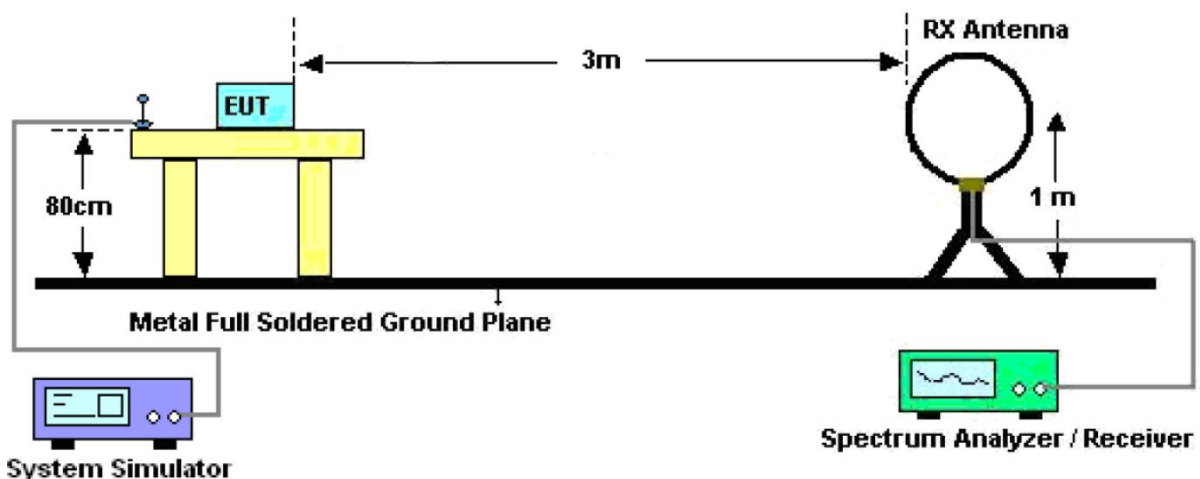 RX Antenna
3m
EUT
80cm
1 m
Metal Full Soldered Ground Plane
System Simulator
Spectrum Analyzer / Receiver